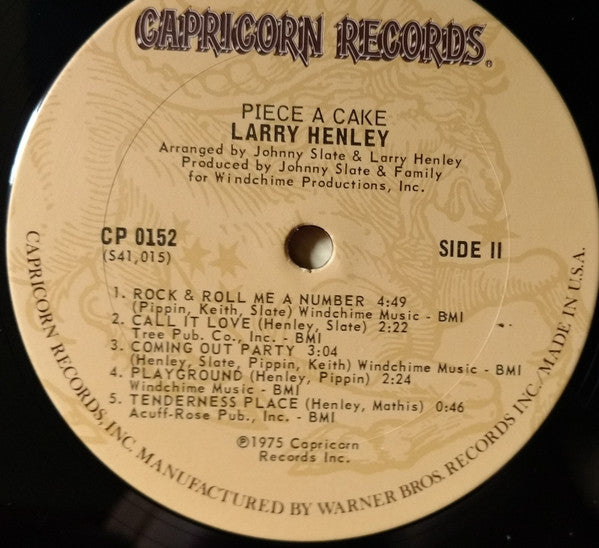 CAPRICORN RECORDS®
PIECE A CAKE
LARRY HENLEY
Arranged by Johnny Slate & Larry Henley
Produced by Johnny Slate & Family
for Windchime Productions, Inc.
CP 0152
(S41,015)
SIDE II
1. ROCK & ROLL ME A NUMBER 4:49
(Pippin, Keith, Slate) Windchime Music - BMI
2. CALL IT LOVE (Henley, Slate) 2:22
Tree Pub. Co., Inc. - BMI
3. COMING OUT PARTY 3:04
(Henley, Slate, Pippin, Keith) Windchime Music - BMI
4. PLAYGROUND (Henley, Pippin) 2:24
Windchime Music - BMI
5. TENDERNESS PLACE (Henley, Mathis) 0:46
Acuff-Rose Pub., Inc. - BMI
℗1975 Capricorn
Records Inc.
CAPRICORN RECORDS, INC. MANUFACTURED BY WARNER BROS. RECORDS INC./MADE IN U.S.A.